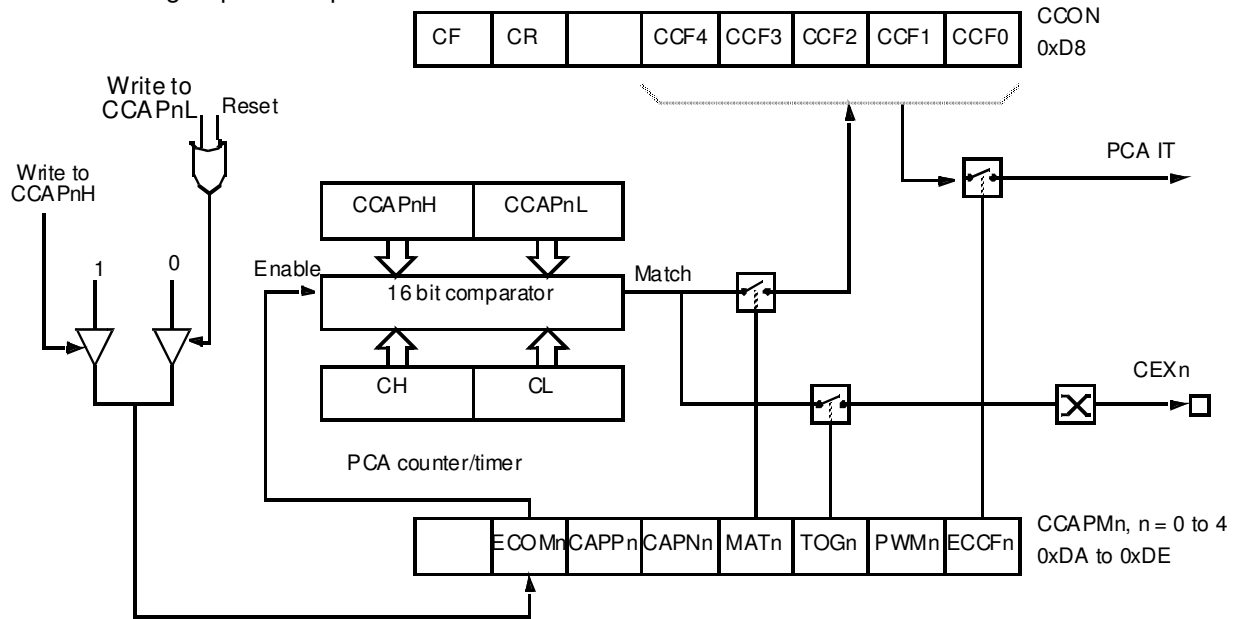 CF CR CCF4 CCF3 CCF2 CCF1 CCF0
CCON
0xD8
Write to
CCAPnL
Reset
Write to
CCAPnH
PCA IT
CCAPnH CCAPnL
1 0
Enable
16 bit comparator
Match
CH CL
CEXn
PCA counter/timer
ECOMn CAPPn CAPNn MATn TOGn PWMn ECCFn
CCAPMn, n = 0 to 4
0xDA to 0xDE